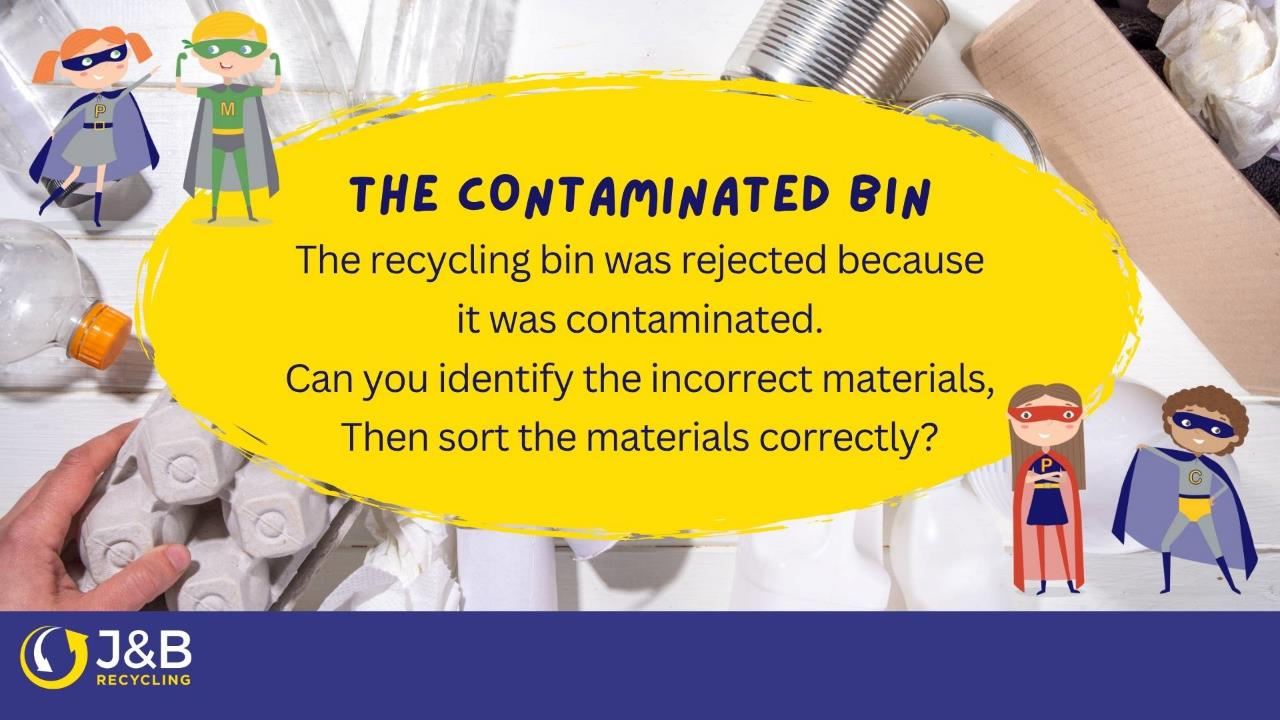 P
M
THE CONTAMINATED BIN
The recycling bin was rejected because
it was contaminated.
Can you identify the incorrect materials,
Then sort the materials correctly?
P
C
J&B
RECYCLING